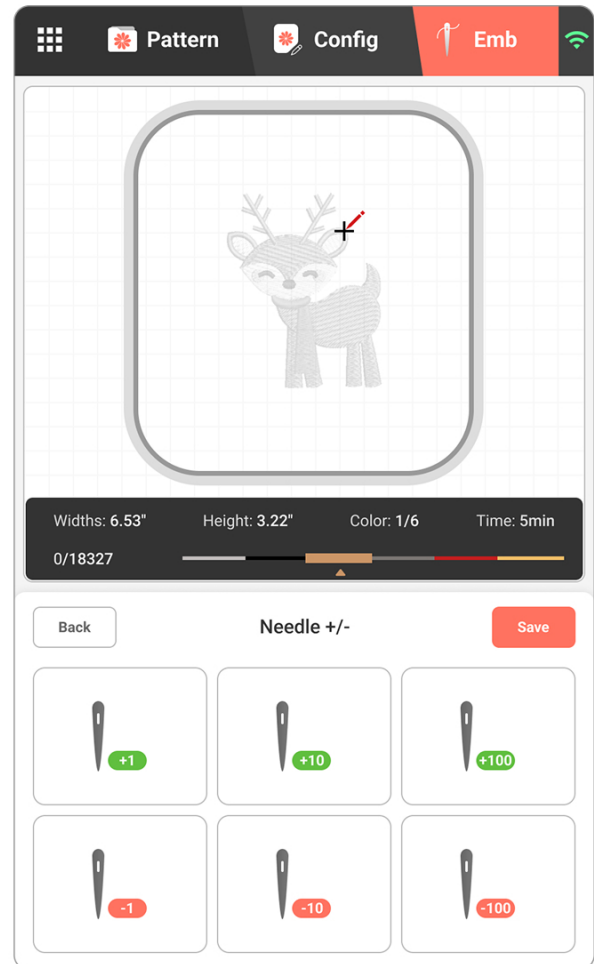 Pattern Config Emb
Widths: 6.53" Height: 3.22" Color: 1/6 Time: 5min
0/18327
Back Needle +/- Save
+1 +10 +100
-1 -10 -100